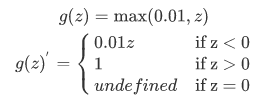 g(z) = max(0.01, z)
g(z)′ = { 0.01z if z < 0
1 if z > 0
undefined if z = 0